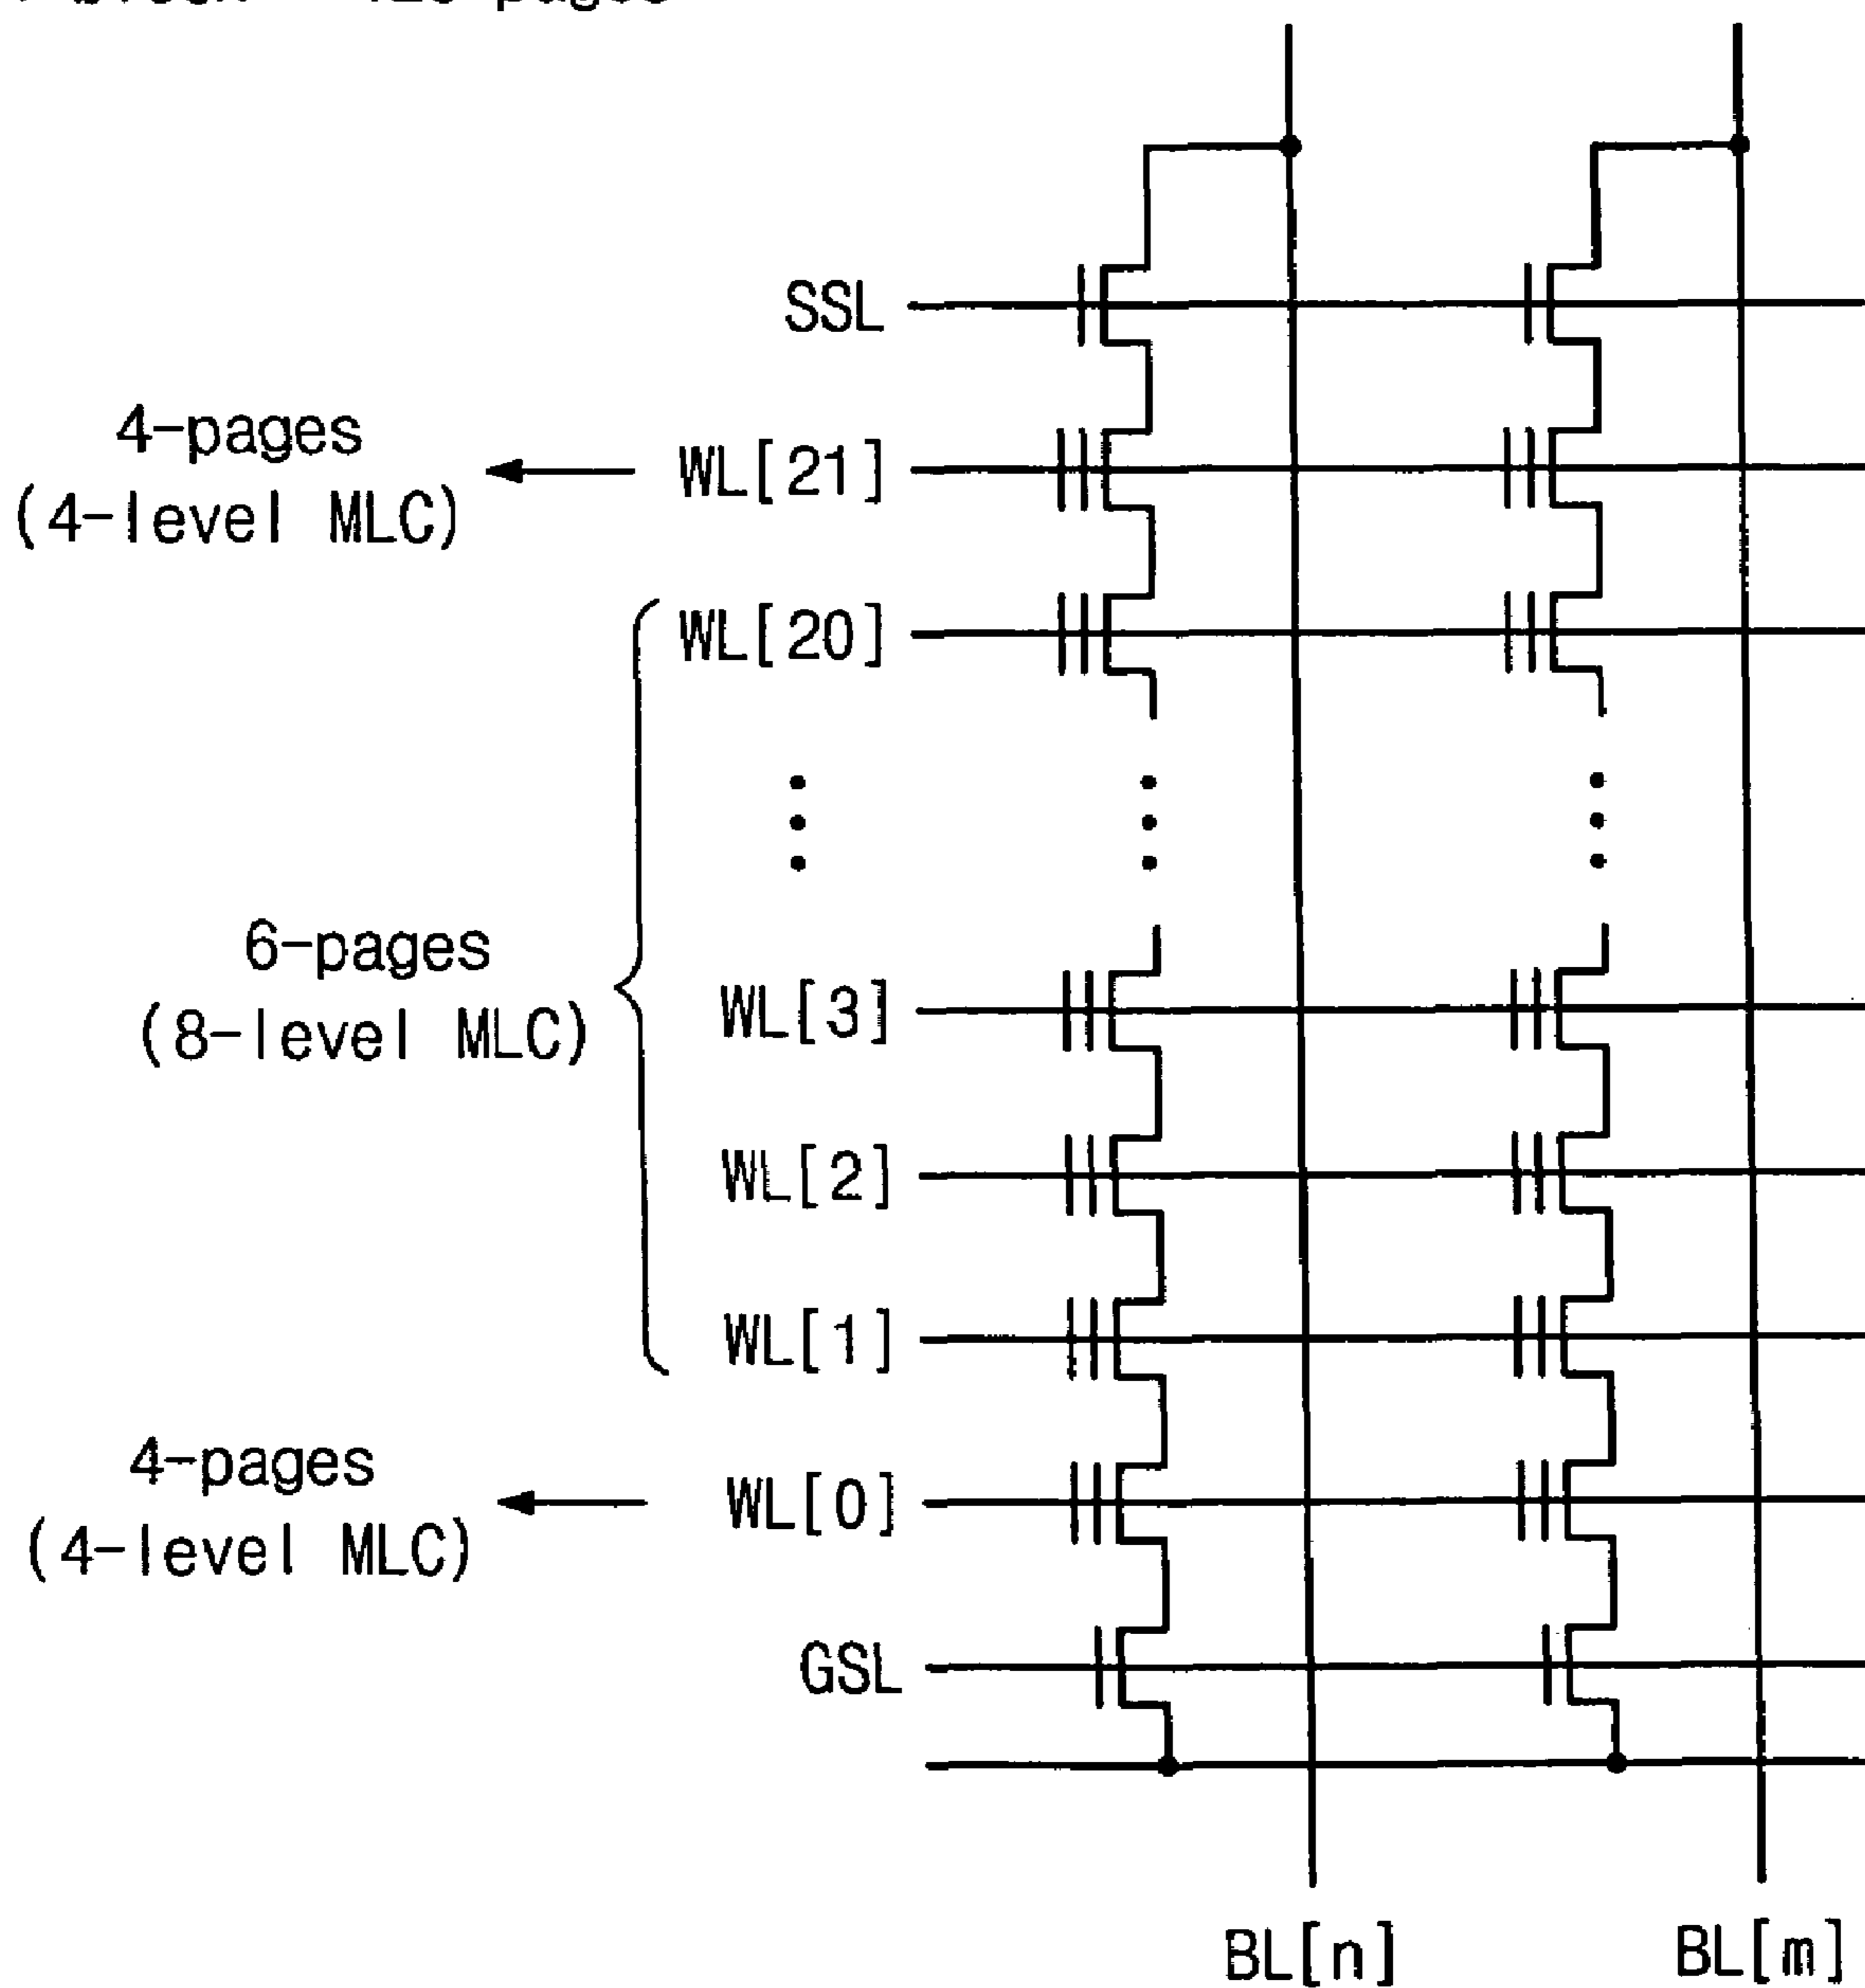 SSL
4-pages
(4-level MLC)
WL[21]
WL[20]
6-pages
(8-level MLC)
WL[3]
WL[2]
WL[1]
4-pages
(4-level MLC)
WL[0]
GSL
BL[n]
BL[m]